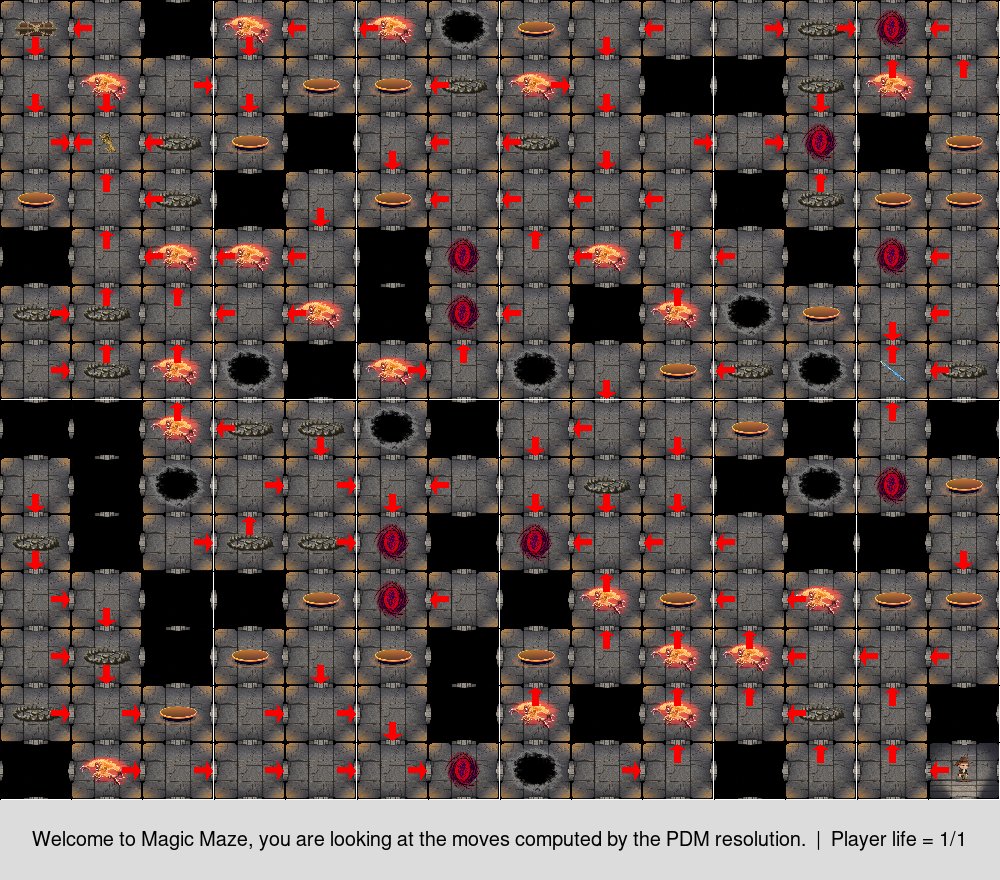 Welcome to Magic Maze, you are looking at the moves computed by the PDM resolution.  |  Player life = 1/1